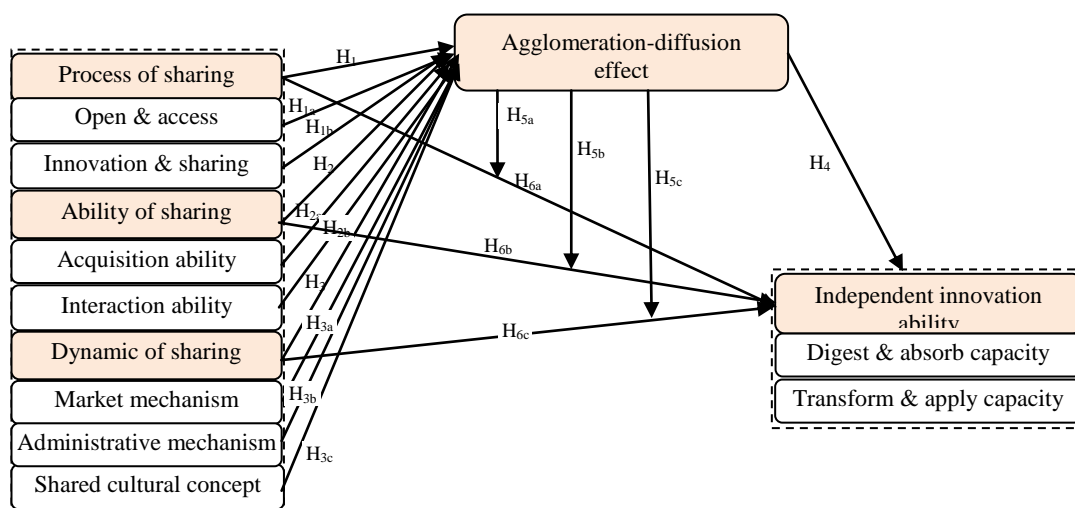 Agglomeration-diffusion
effect
Process of sharing
Open & access
Innovation & sharing
Ability of sharing
Acquisition ability
Interaction ability
Dynamic of sharing
Market mechanism
Administrative mechanism
Shared cultural concept
H1
H1a
H1b
H2
H2a
H2b
H3
H3a
H3b
H3c
H5a
H5b
H5c
H4
H6a
H6b
H6c
Independent innovation
ability
Digest & absorb capacity
Transform & apply capacity